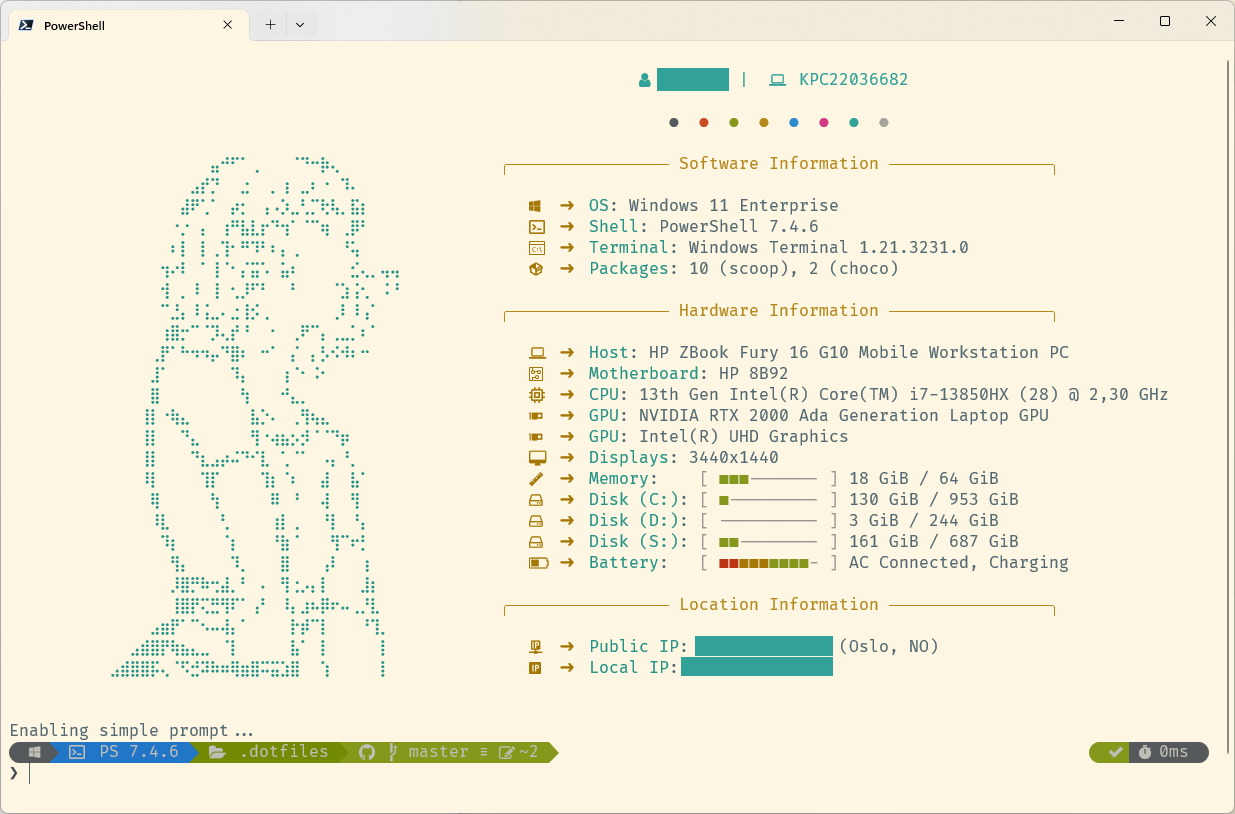 PowerShell
| KPC22036682
Software Information
OS: Windows 11 Enterprise
Shell: PowerShell 7.4.6
Terminal: Windows Terminal 1.21.3231.0
Packages: 10 (scoop), 2 (choco)
Hardware Information
Host: HP ZBook Fury 16 G10 Mobile Workstation PC
Motherboard: HP 8B92
CPU: 13th Gen Intel(R) Core(TM) i7-13850HX (28) @ 2,30 GHz
GPU: NVIDIA RTX 2000 Ada Generation Laptop GPU
GPU: Intel(R) UHD Graphics
Displays: 3440x1440
Memory: [ ■■■─────── ] 18 GiB / 64 GiB
Disk (C:): [ ■───────── ] 130 GiB / 953 GiB
Disk (D:): [ ────────── ] 3 GiB / 244 GiB
Disk (S:): [ ■■──────── ] 161 GiB / 687 GiB
Battery: [ ■■■■■■■■■- ] AC Connected, Charging
Location Information
Public IP: (Oslo, NO)
Local IP:
Enabling simple prompt...
PS 7.4.6 .dotfiles master ≡ ~2 0ms
❯